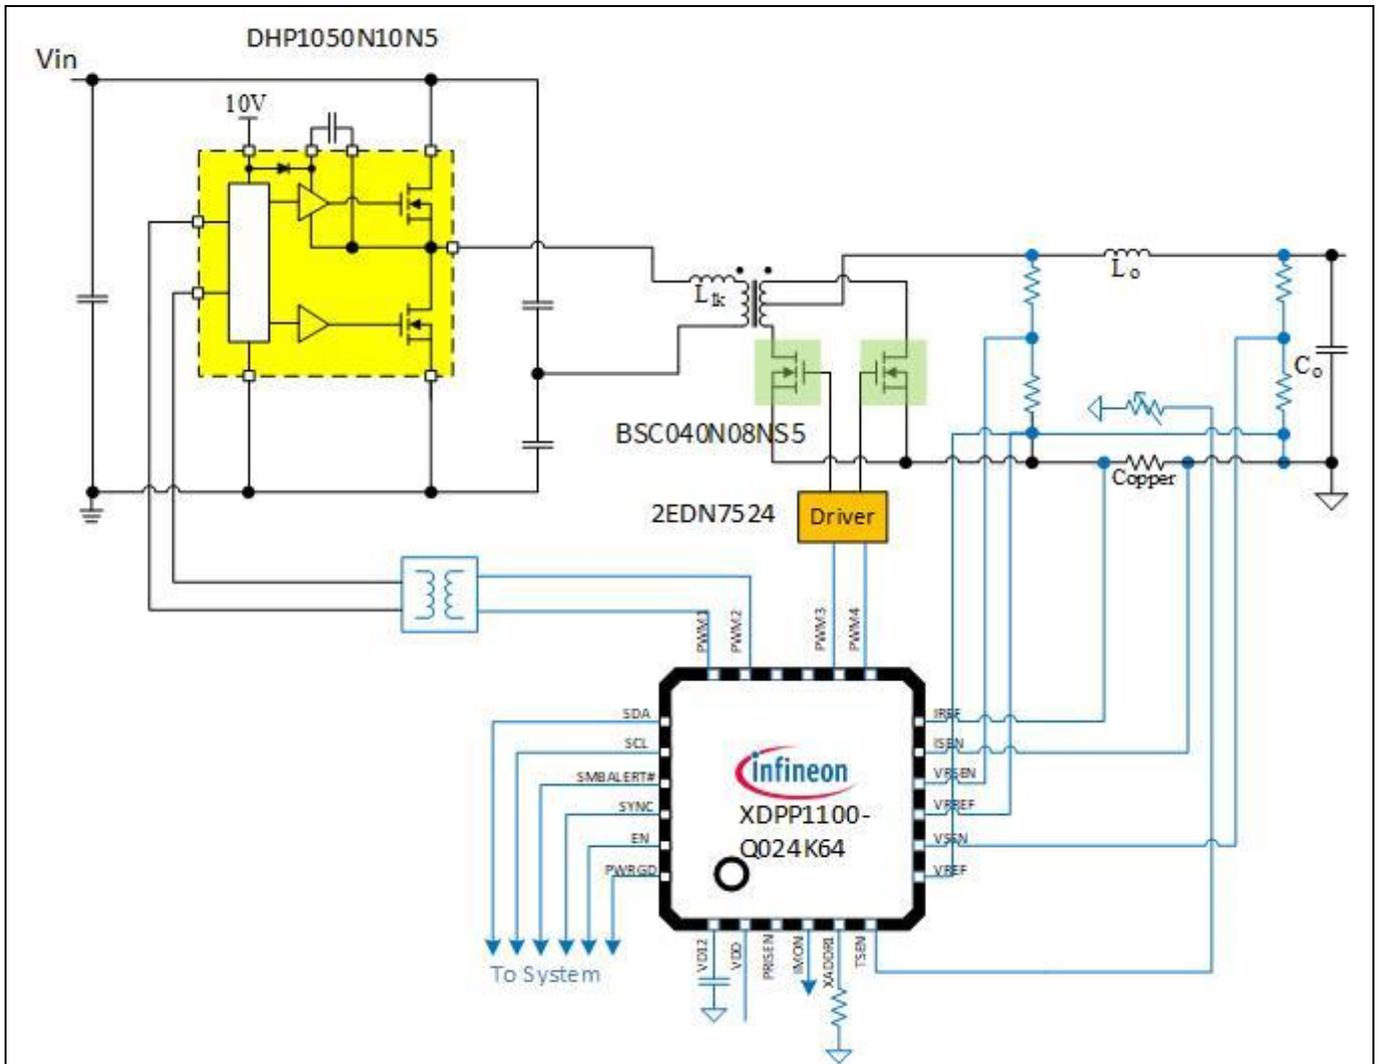 DHP1050N10N5
Vin
10V
Llk
Lo
Co
BSC040N08NS5
Copper
2EDN7524
Driver
PWM1
PWM2
PWM3
PWM4
SDA
IREF
SCL
ISEN
infineon
SMBALERT#
VRSEN
SYNC
XDPP1100-
VRREF
EN
Q024K64
VSEN
PWRGD
VREF
To System
VD12
VDD
PRISEN
IMON
XADDR1
TSEN